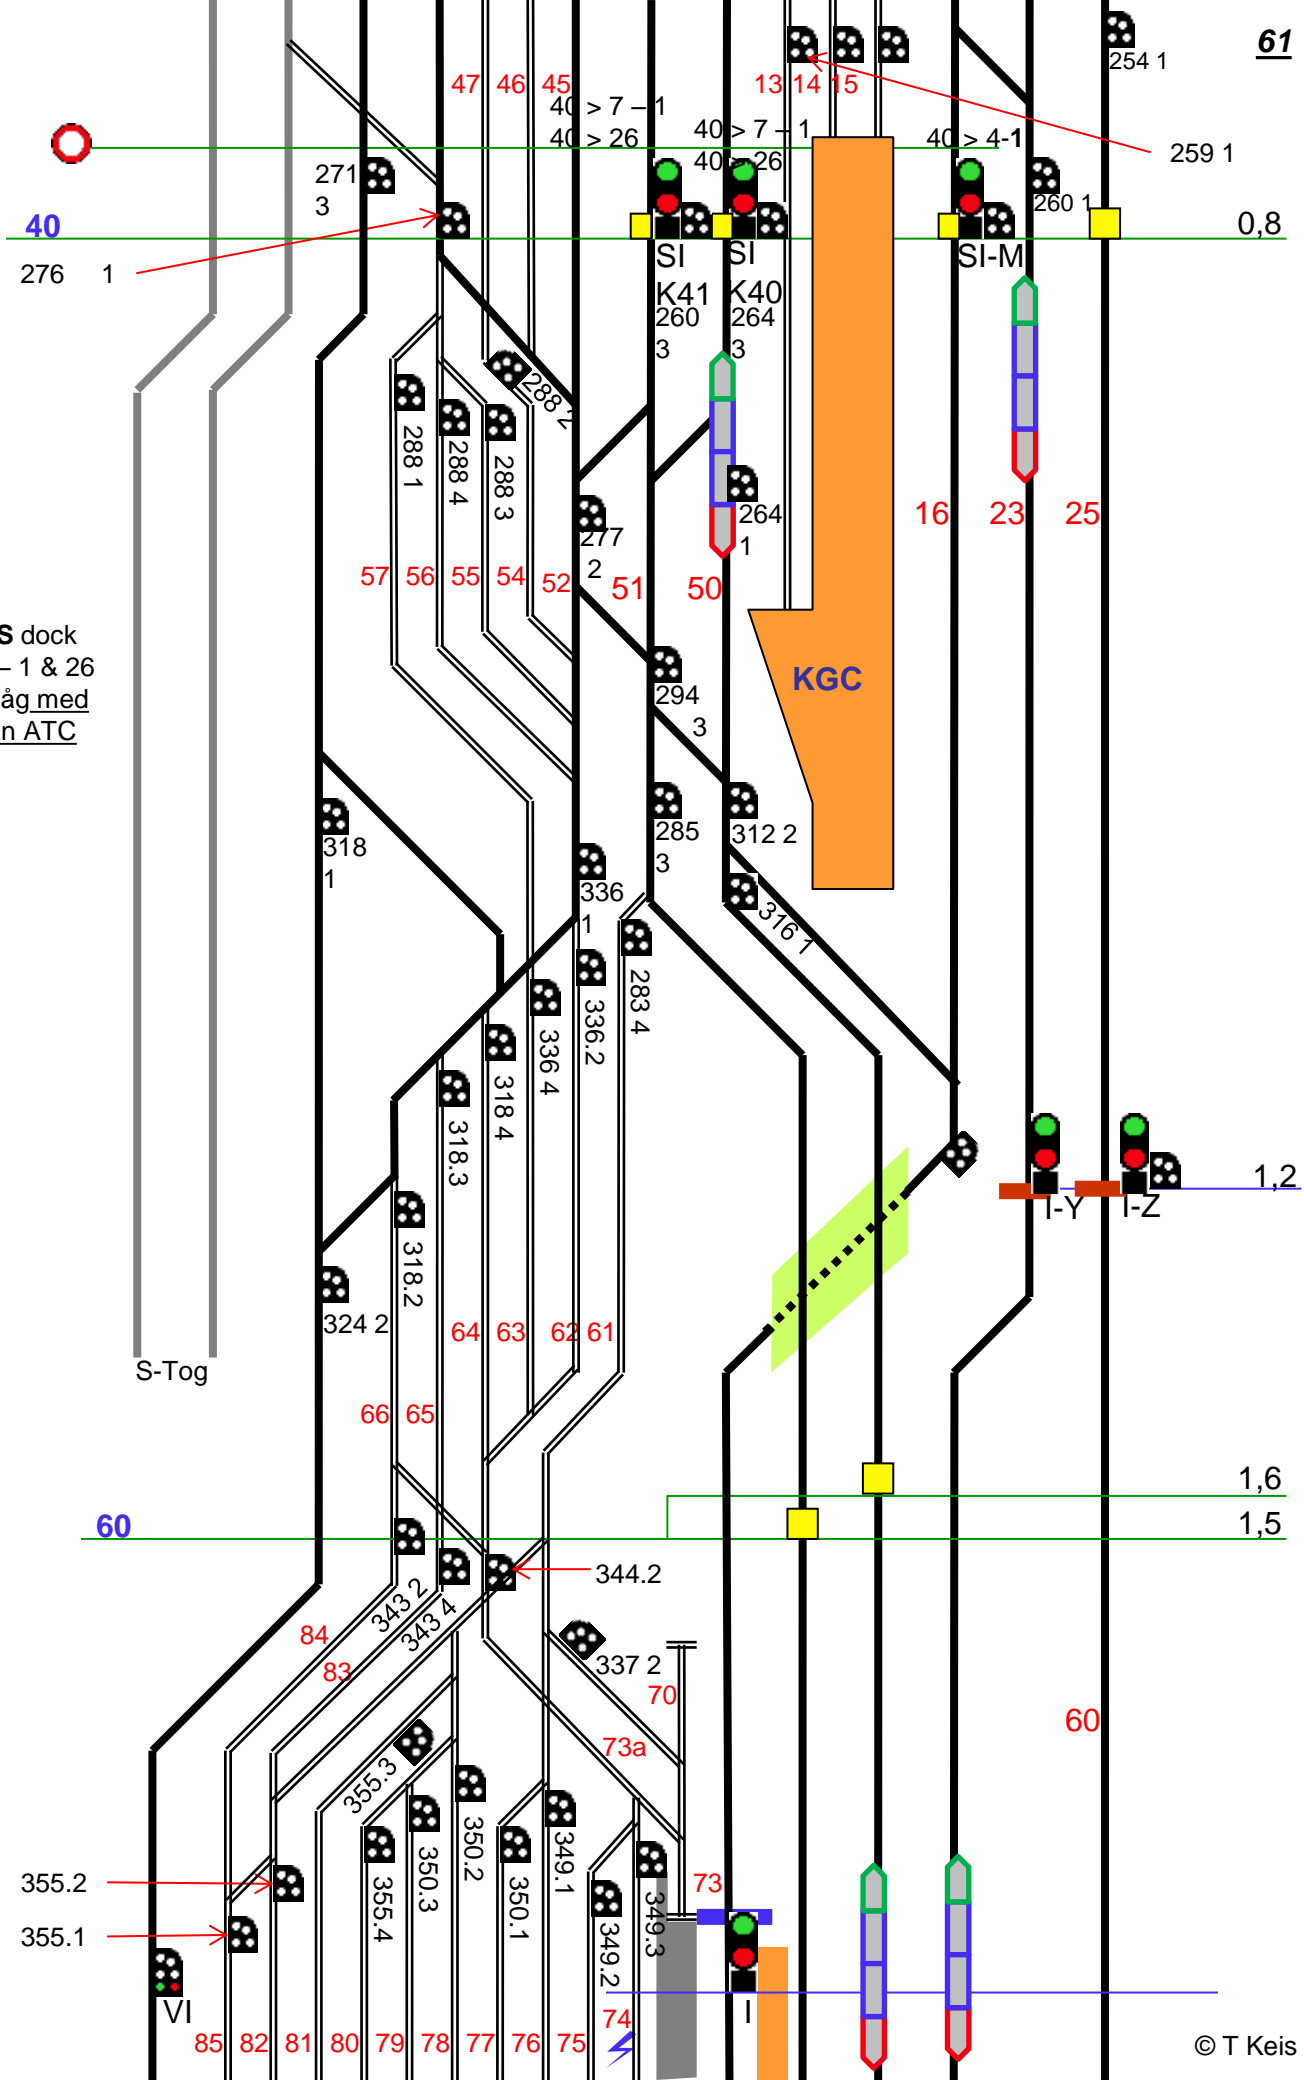 61
254 1
47 46 45
13 14 15
40 > 7 – 1
40 > 26
40 > 7 – 1
40 > 26
40 > 4-1
259 1
271
3
260 1
40
0,8
276 1
SI
K41
260
3
SI
K40
264
3
SI-M
288 2
288 1
288 4
288 3
264
1
277
2
16 23 25
57 56 55 54 52 51 50
S dock
– 1 & 26
åg med
n ATC
KGC
294
3
318
1
285
3
312 2
336
1
316 1
283 4
336.2
336 4
318 4
318.3
1,2
I-Y
I-Z
318.2
324 2
64 63 62 61
S-Tog
66 65
1,6
1,5
60
344.2
343 2
343 4
84
83
337 2
70
60
73a
355.3
350.2
349.1
350.3
355.4
350.1
349.3
349.2
355.2
355.1
73
VI
I
74
85 82 81 80 79 78 77 76 75
© T Keis